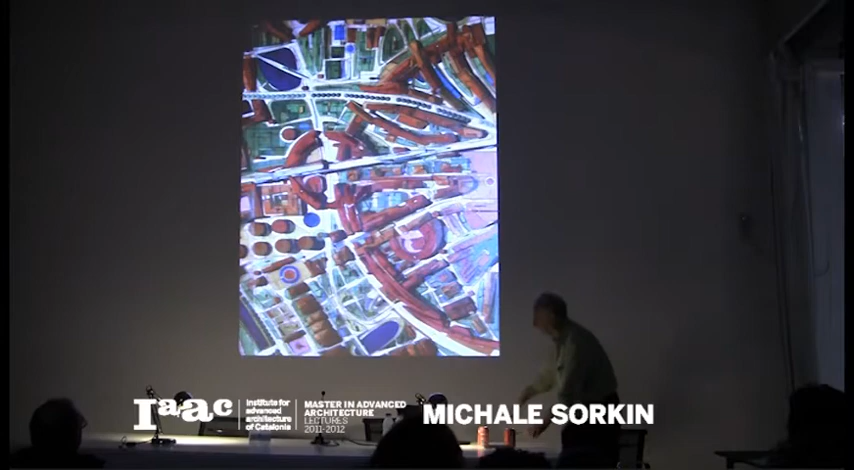 Iaac
Institute for
advanced
architecture
of Catalonia
MASTER IN ADVANCED
ARCHITECTURE
LECTURES
2011-2012
MICHALE SORKIN